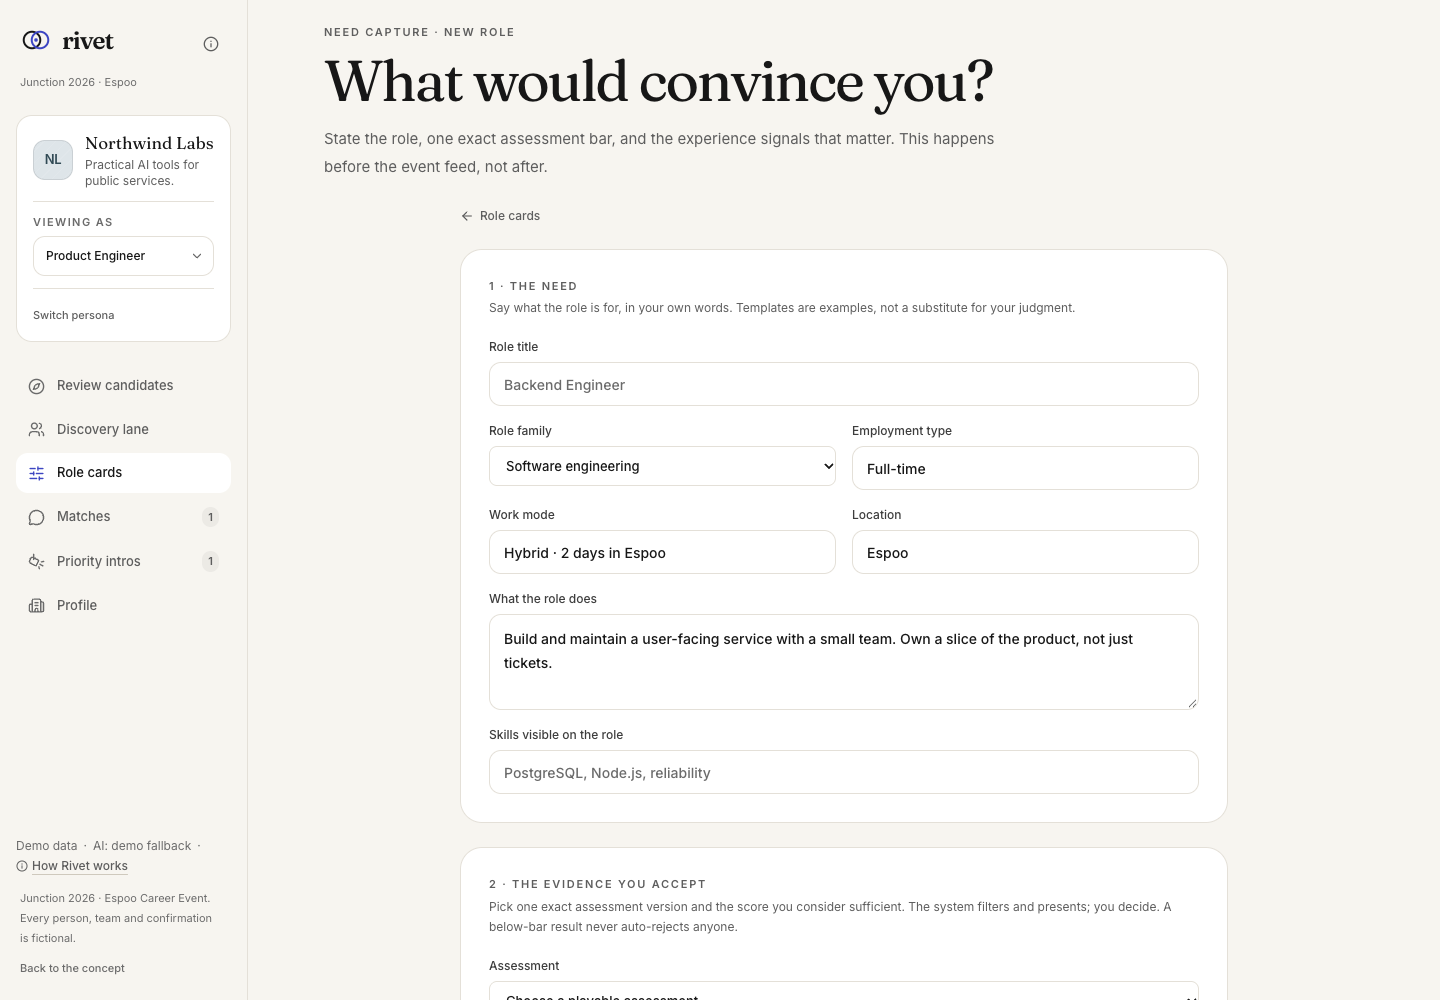 rivet
Junction 2026 · Espoo
NL
Northwind Labs
Practical AI tools for
public services.
VIEWING AS
Product Engineer
Switch persona
Review candidates
Discovery lane
Role cards
Matches 1
Priority intros 1
Profile
Demo data · AI: demo fallback ·
How Rivet works
Junction 2026 · Espoo Career Event.
Every person, team and confirmation
is fictional.
Back to the concept
NEED CAPTURE · NEW ROLE
What would convince you?
State the role, one exact assessment bar, and the experience signals that matter. This happens
before the event feed, not after.
Role cards
1 · THE NEED
Say what the role is for, in your own words. Templates are examples, not a substitute for your judgment.
Role title
Backend Engineer
Role family
Software engineering
Employment type
Full-time
Work mode
Hybrid · 2 days in Espoo
Location
Espoo
What the role does
Build and maintain a user-facing service with a small team. Own a slice of the product, not just
tickets.
Skills visible on the role
PostgreSQL, Node.js, reliability
2 · THE EVIDENCE YOU ACCEPT
Pick one exact assessment version and the score you consider sufficient. The system filters and presents; you decide. A
below-bar result never auto-rejects anyone.
Assessment
Choose a playable assessment